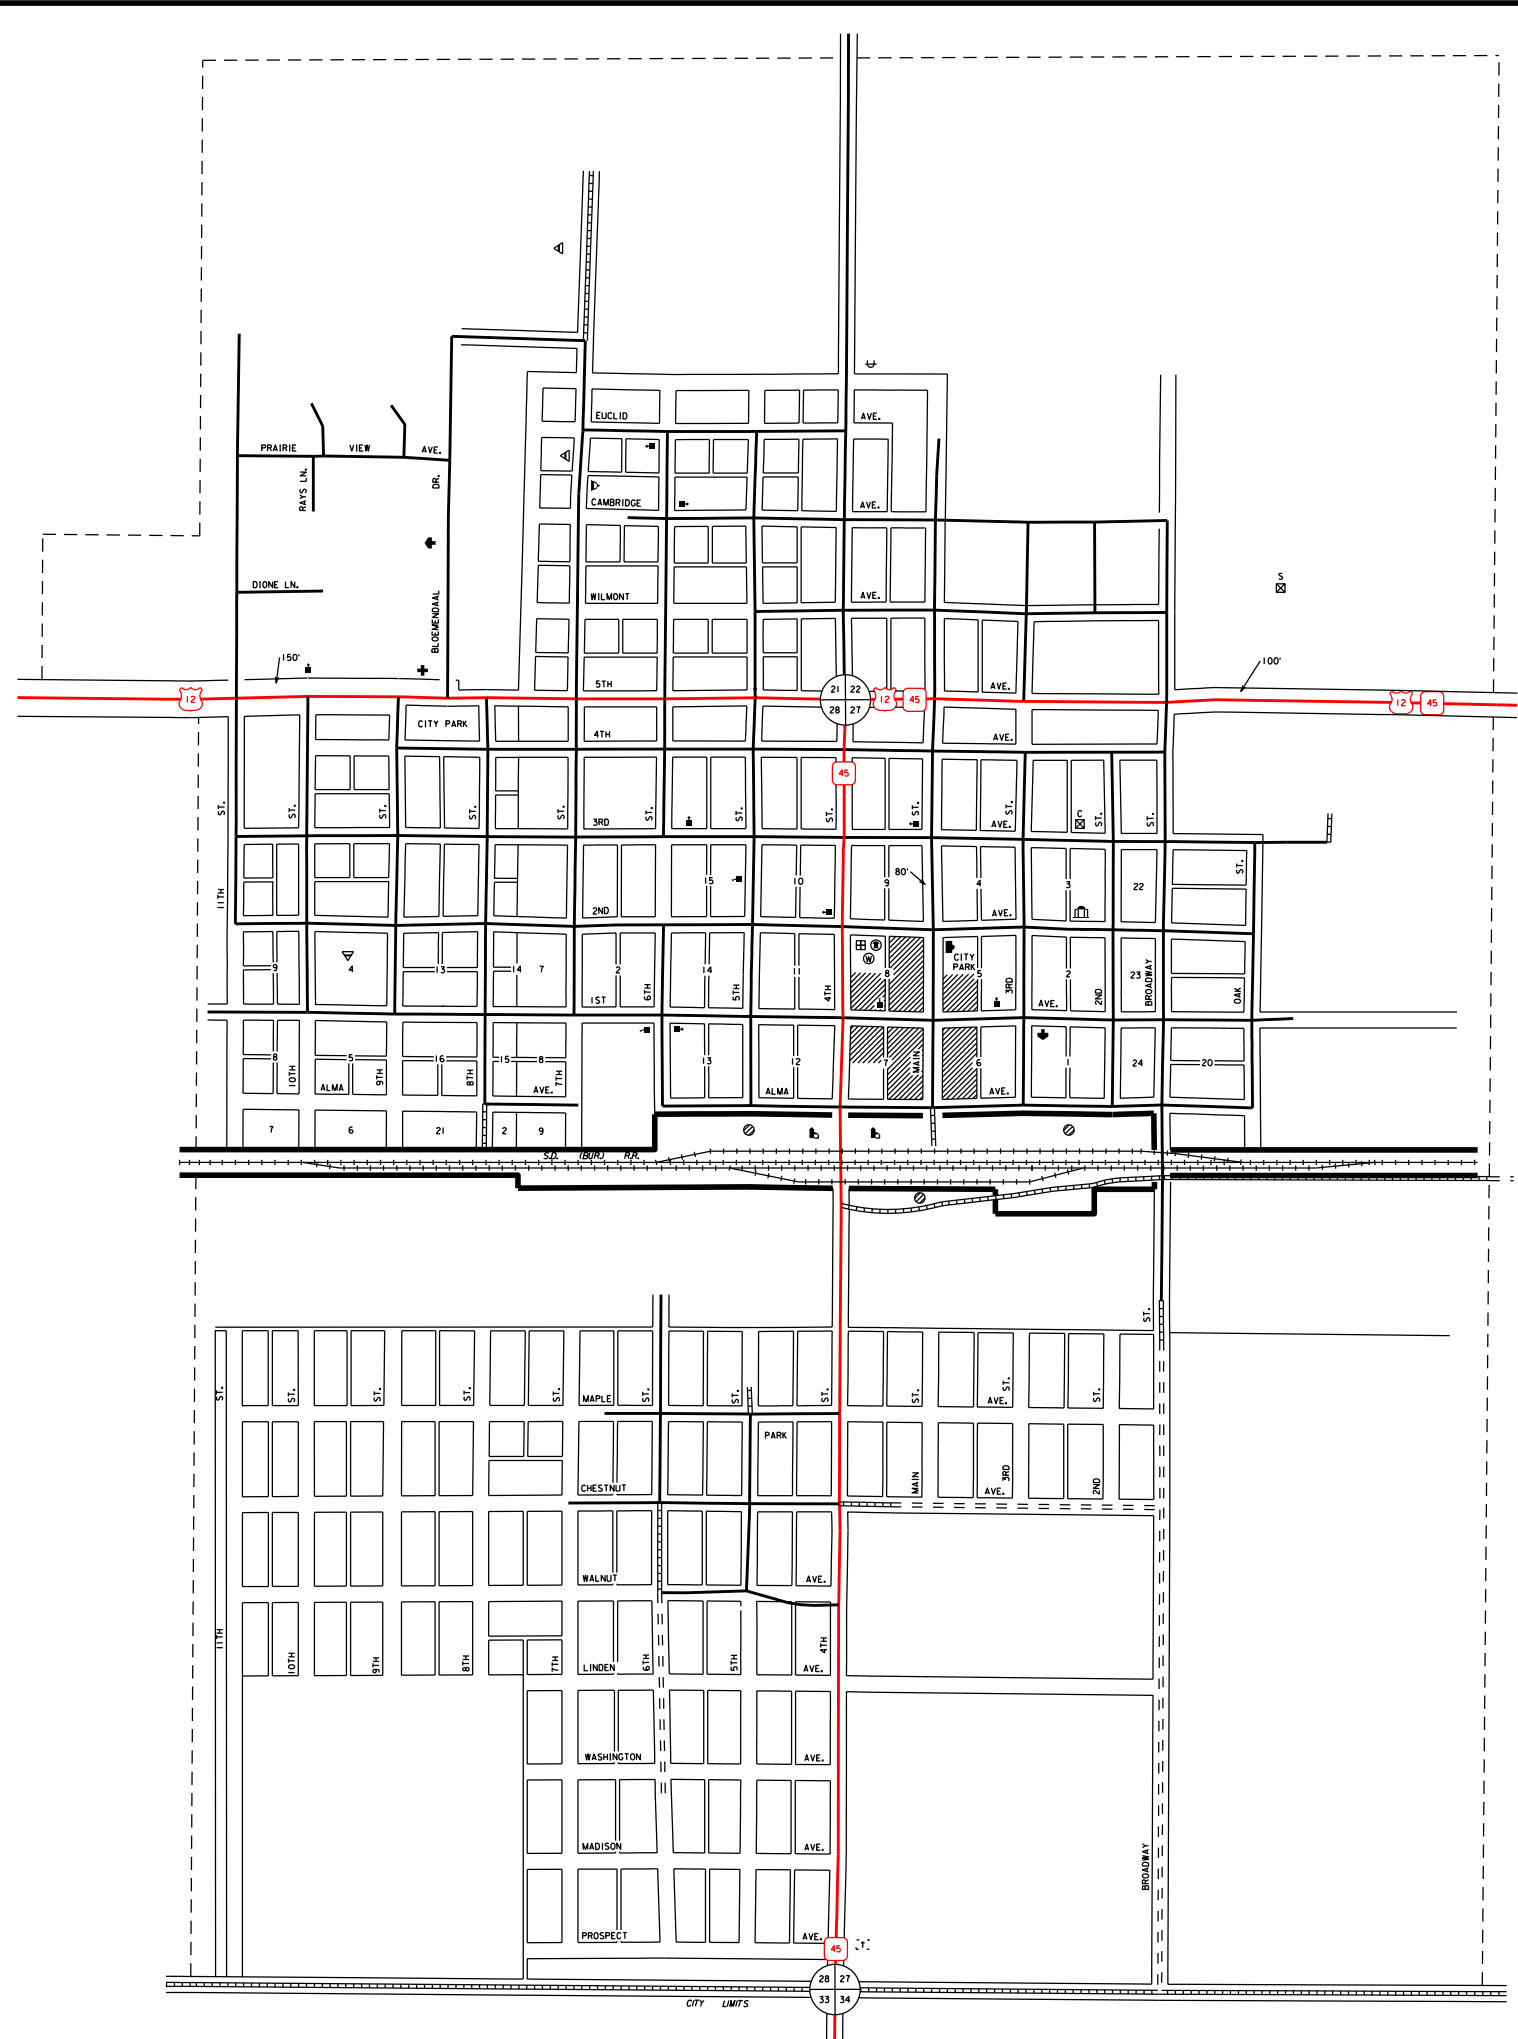 EUCLID AVE.
PRAIRIE VIEW AVE.
RAYS LN.
DR.
CAMBRIDGE AVE.
S
DIONE LN.
BLOEMENDAAL
WILMONT AVE.
150'
100'
5TH AVE.
12
21 22
28 27
12 45
12 45
CITY PARK
4TH AVE.
45
ST. ST. ST. ST. ST. ST. ST. ST. ST. ST. ST.
C
3RD AVE.
ST.
80'
15 10 9 4 3 22
11TH
2ND AVE.
W
CITY
PARK
9 4 13 14 7 2 14 11 8 5 2 23
6TH 5TH 4TH 3RD 2ND BROADWAY OAK
1ST AVE.
8 5 16 15 8 13 12 7 6 1 24 20
10TH 9TH 8TH 7TH MAIN
ALMA AVE. ALMA AVE.
7 6 21 2 9
S.D. (BUR.) R.R.
ST.
ST. ST. ST. ST. ST. ST. ST. ST. ST. ST. ST.
MAPLE AVE.
PARK
MAIN 3RD 2ND
CHESTNUT AVE.
WALNUT AVE.
11TH 10TH 9TH 8TH 7TH 6TH 5TH 4TH
LINDEN AVE.
WASHINGTON AVE.
MADISON AVE.
BROADWAY
PROSPECT AVE.
45
28 27
33 34
CITY LIMITS